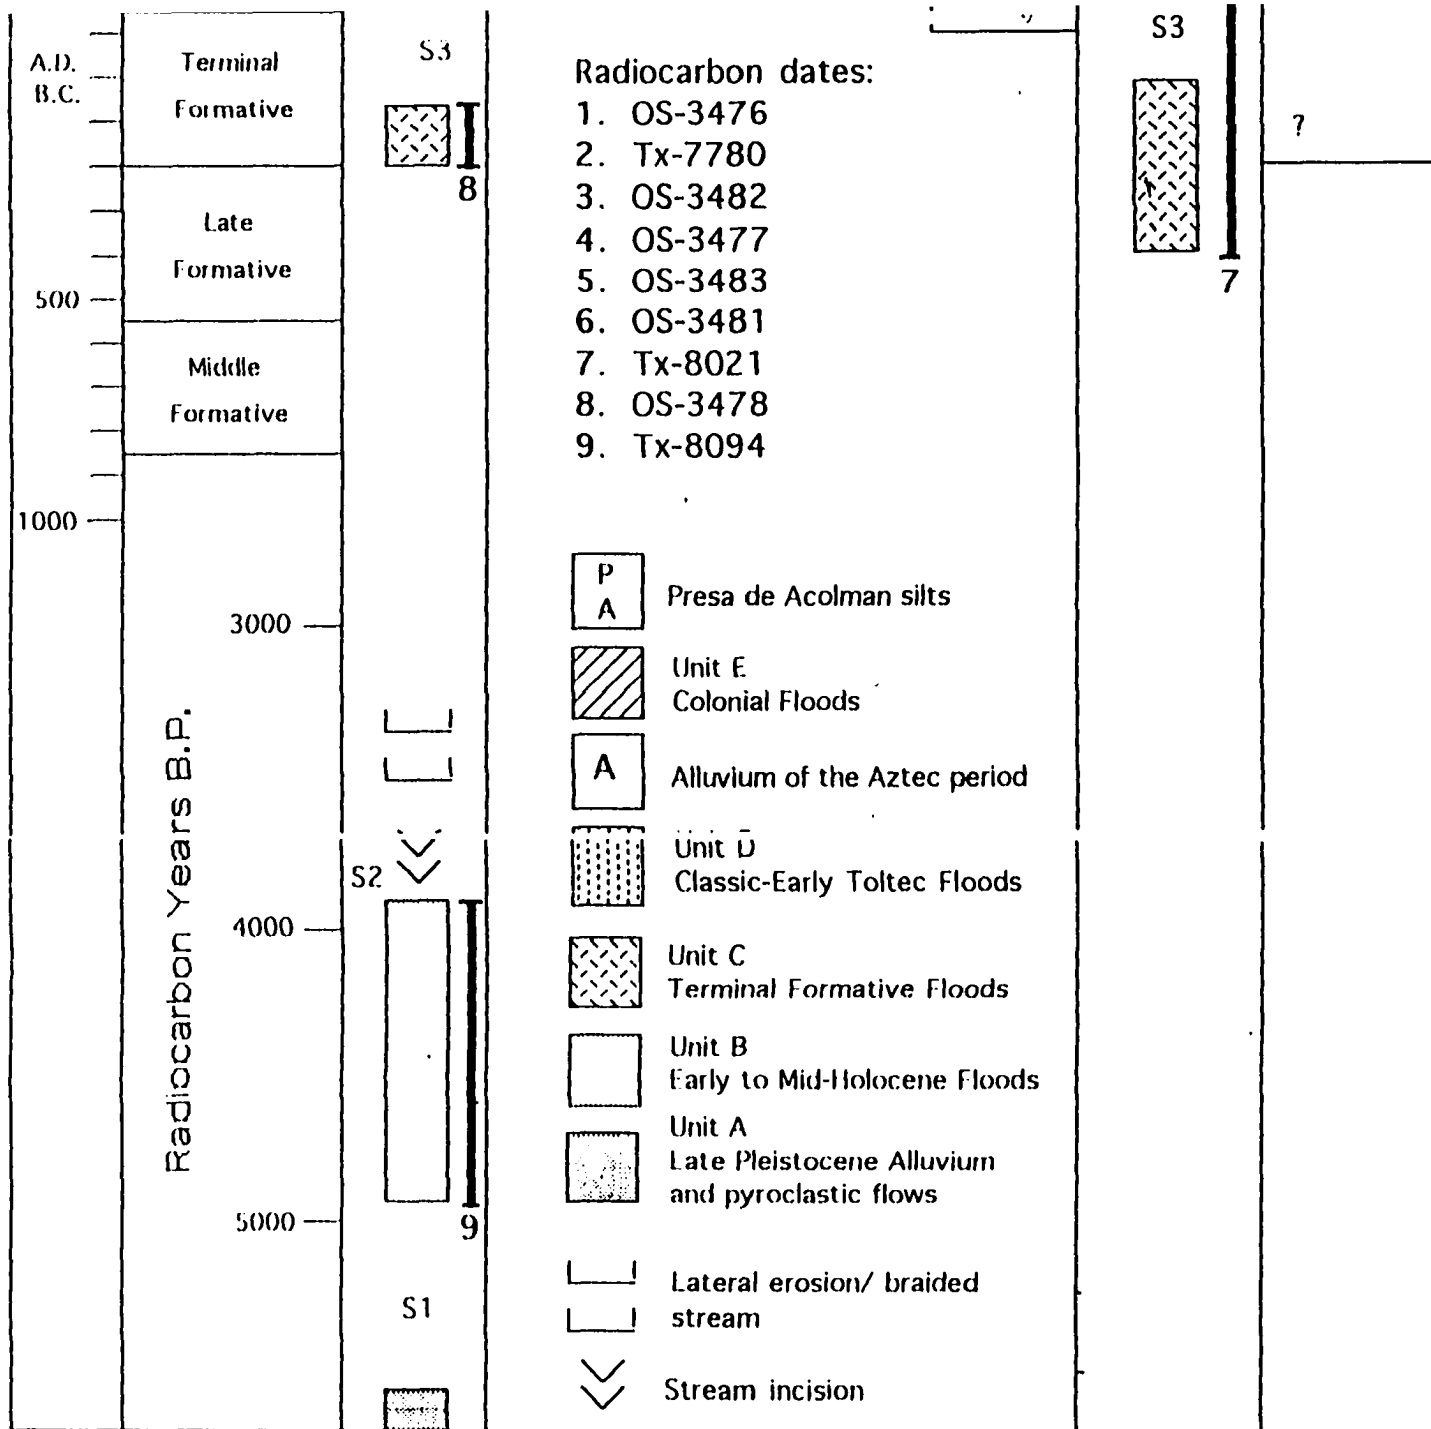 A.D.
B.C.
500
1000
Terminal
Formative
Late
Formative
Middle
Formative
3000
4000
5000
Radiocarbon Years B.P.
S3
8
S2
9
S1
Radiocarbon dates:
1. OS-3476
2. Tx-7780
3. OS-3482
4. OS-3477
5. OS-3483
6. OS-3481
7. Tx-8021
8. OS-3478
9. Tx-8094
P
A
Presa de Acolman silts
Unit E
Colonial Floods
A
Alluvium of the Aztec period
Unit D
Classic-Early Toltec Floods
Unit C
Terminal Formative Floods
Unit B
Early to Mid-Holocene Floods
Unit A
Late Pleistocene Alluvium
and pyroclastic flows
Lateral erosion/ braided
stream
Stream incision
S3
7
?